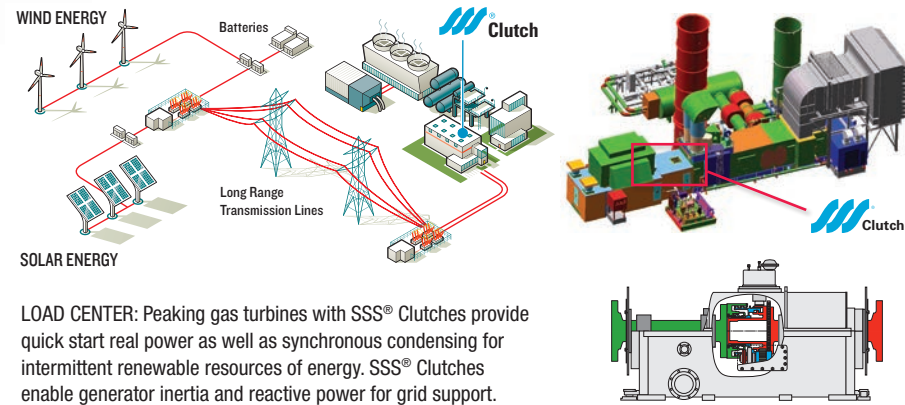 WIND ENERGY
Batteries
SSS®
Clutch
Long Range
Transmission Lines
SOLAR ENERGY
SSS
Clutch
LOAD CENTER: Peaking gas turbines with SSS® Clutches provide
quick start real power as well as synchronous condensing for
intermittent renewable resources of energy. SSS® Clutches
enable generator inertia and reactive power for grid support.